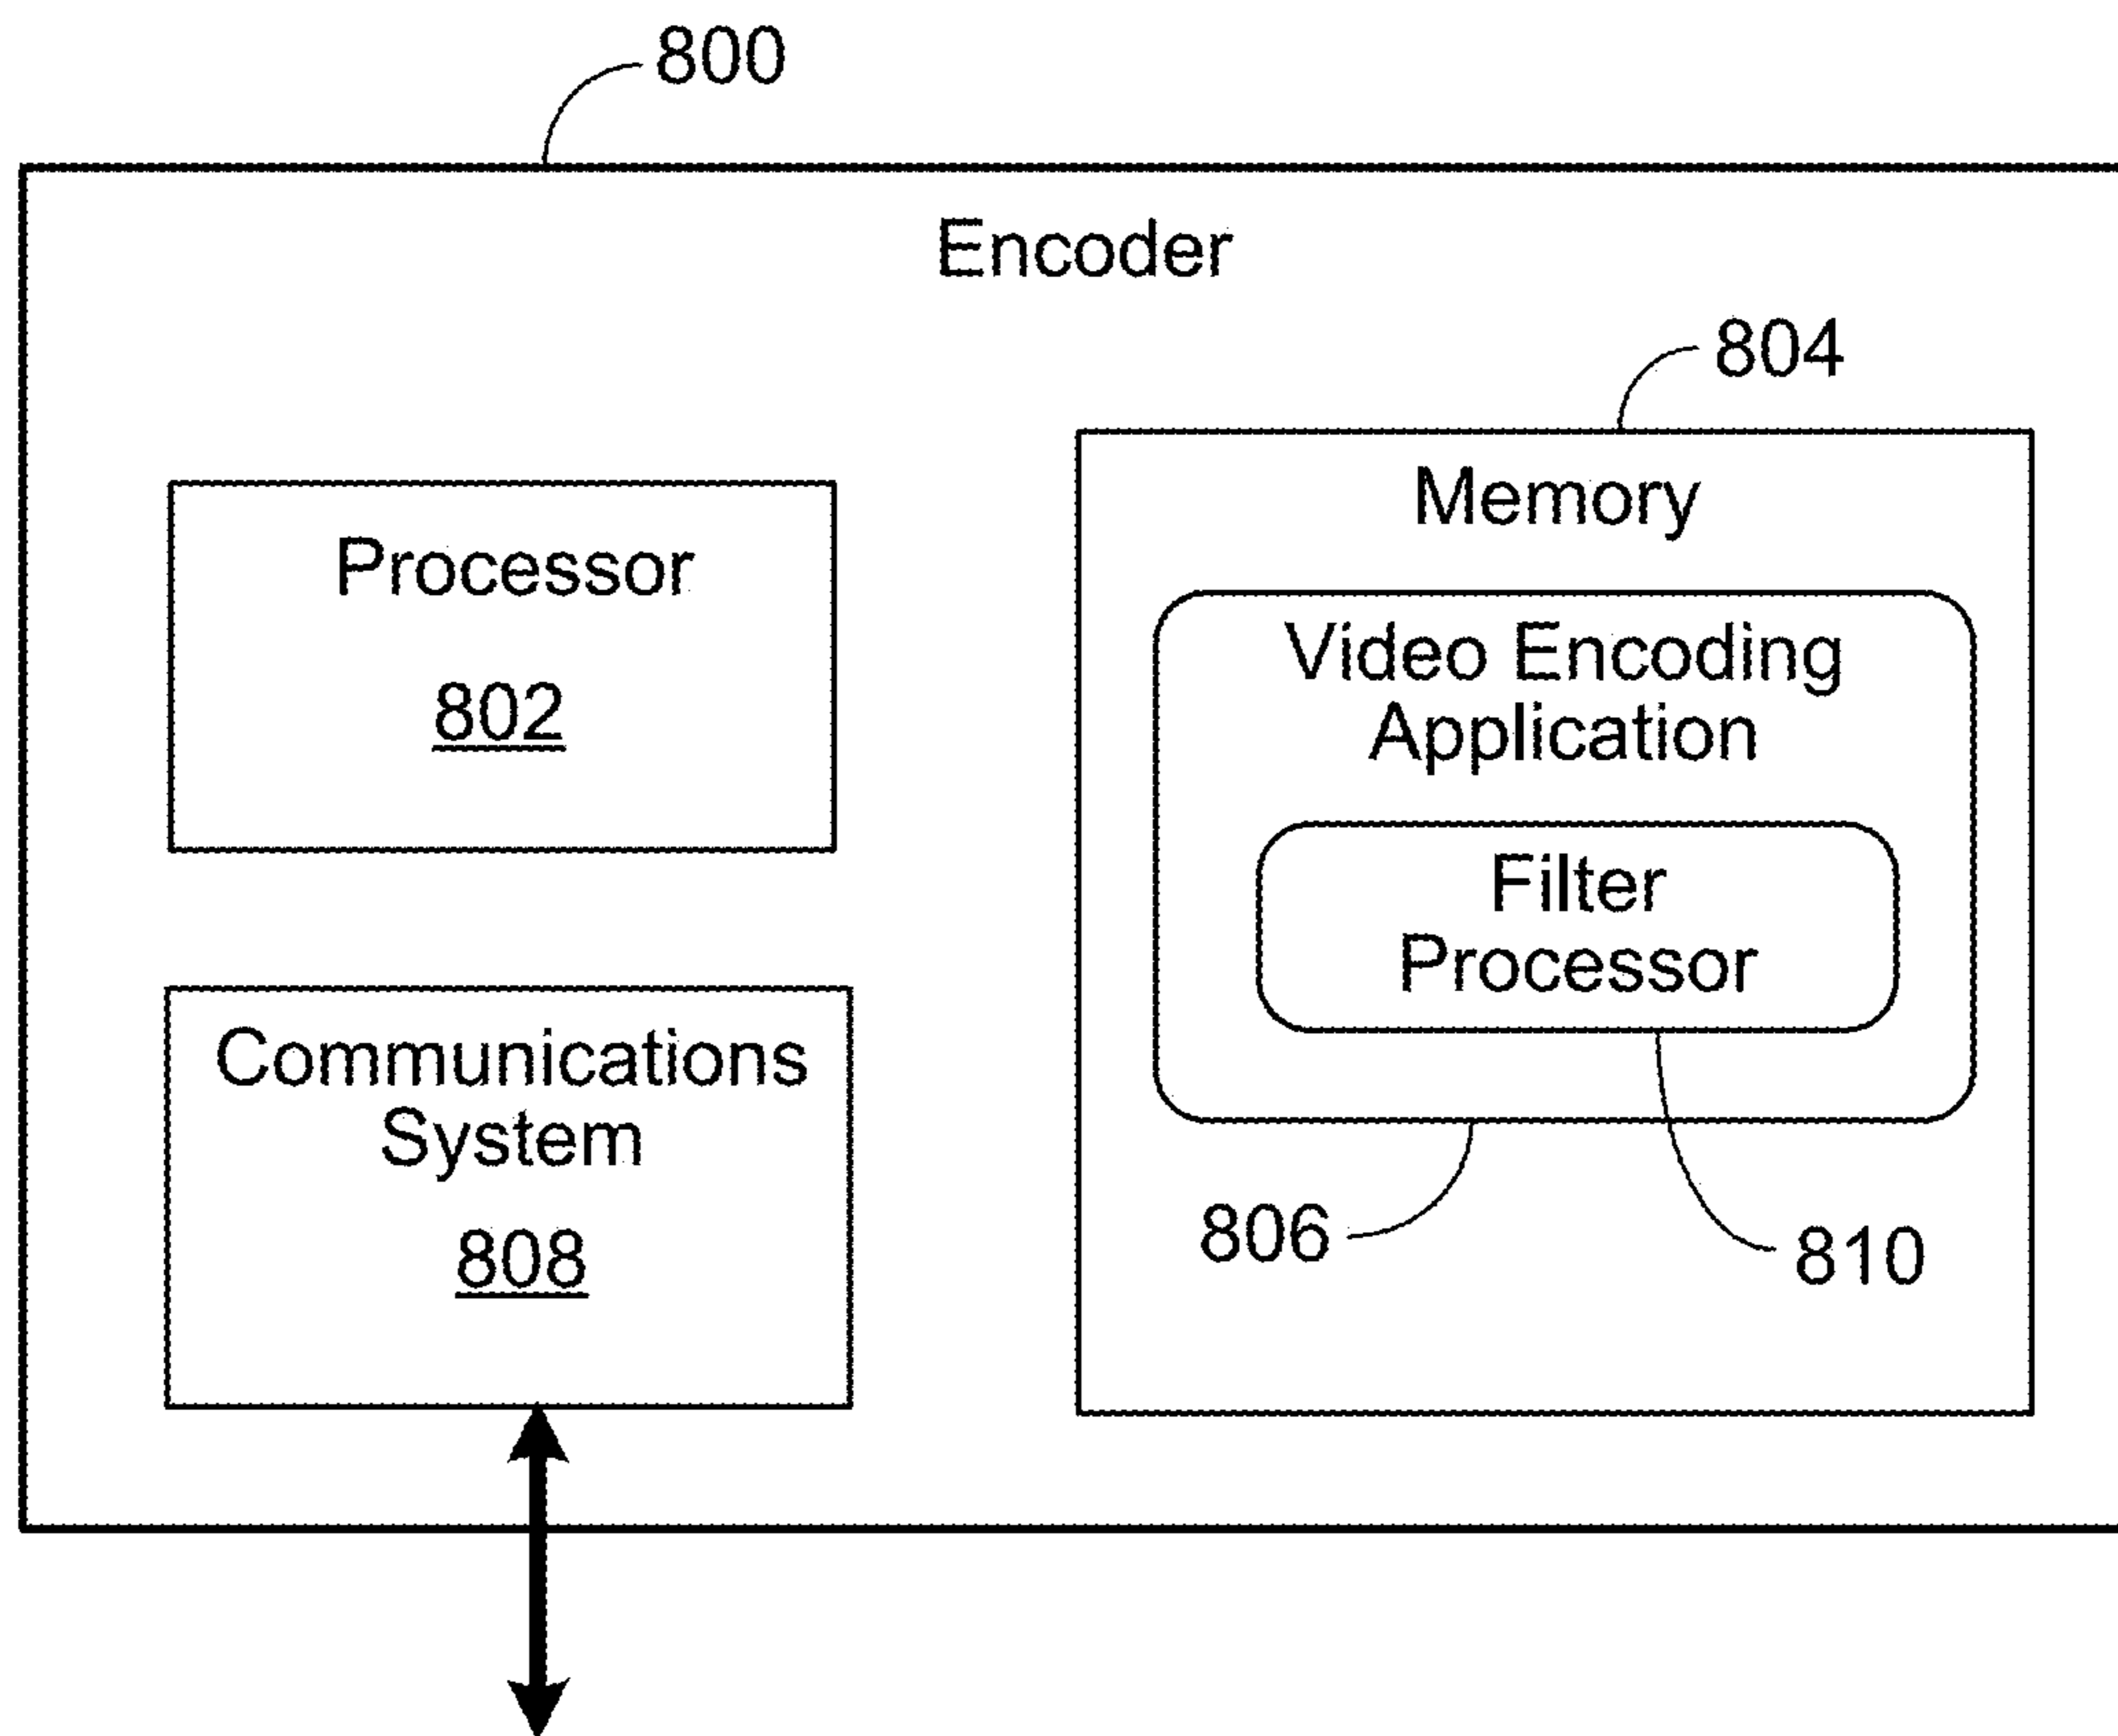 800
Encoder
804
Processor
802
Memory
Video Encoding
Application
Filter
Processor
Communications
System
808
806
810